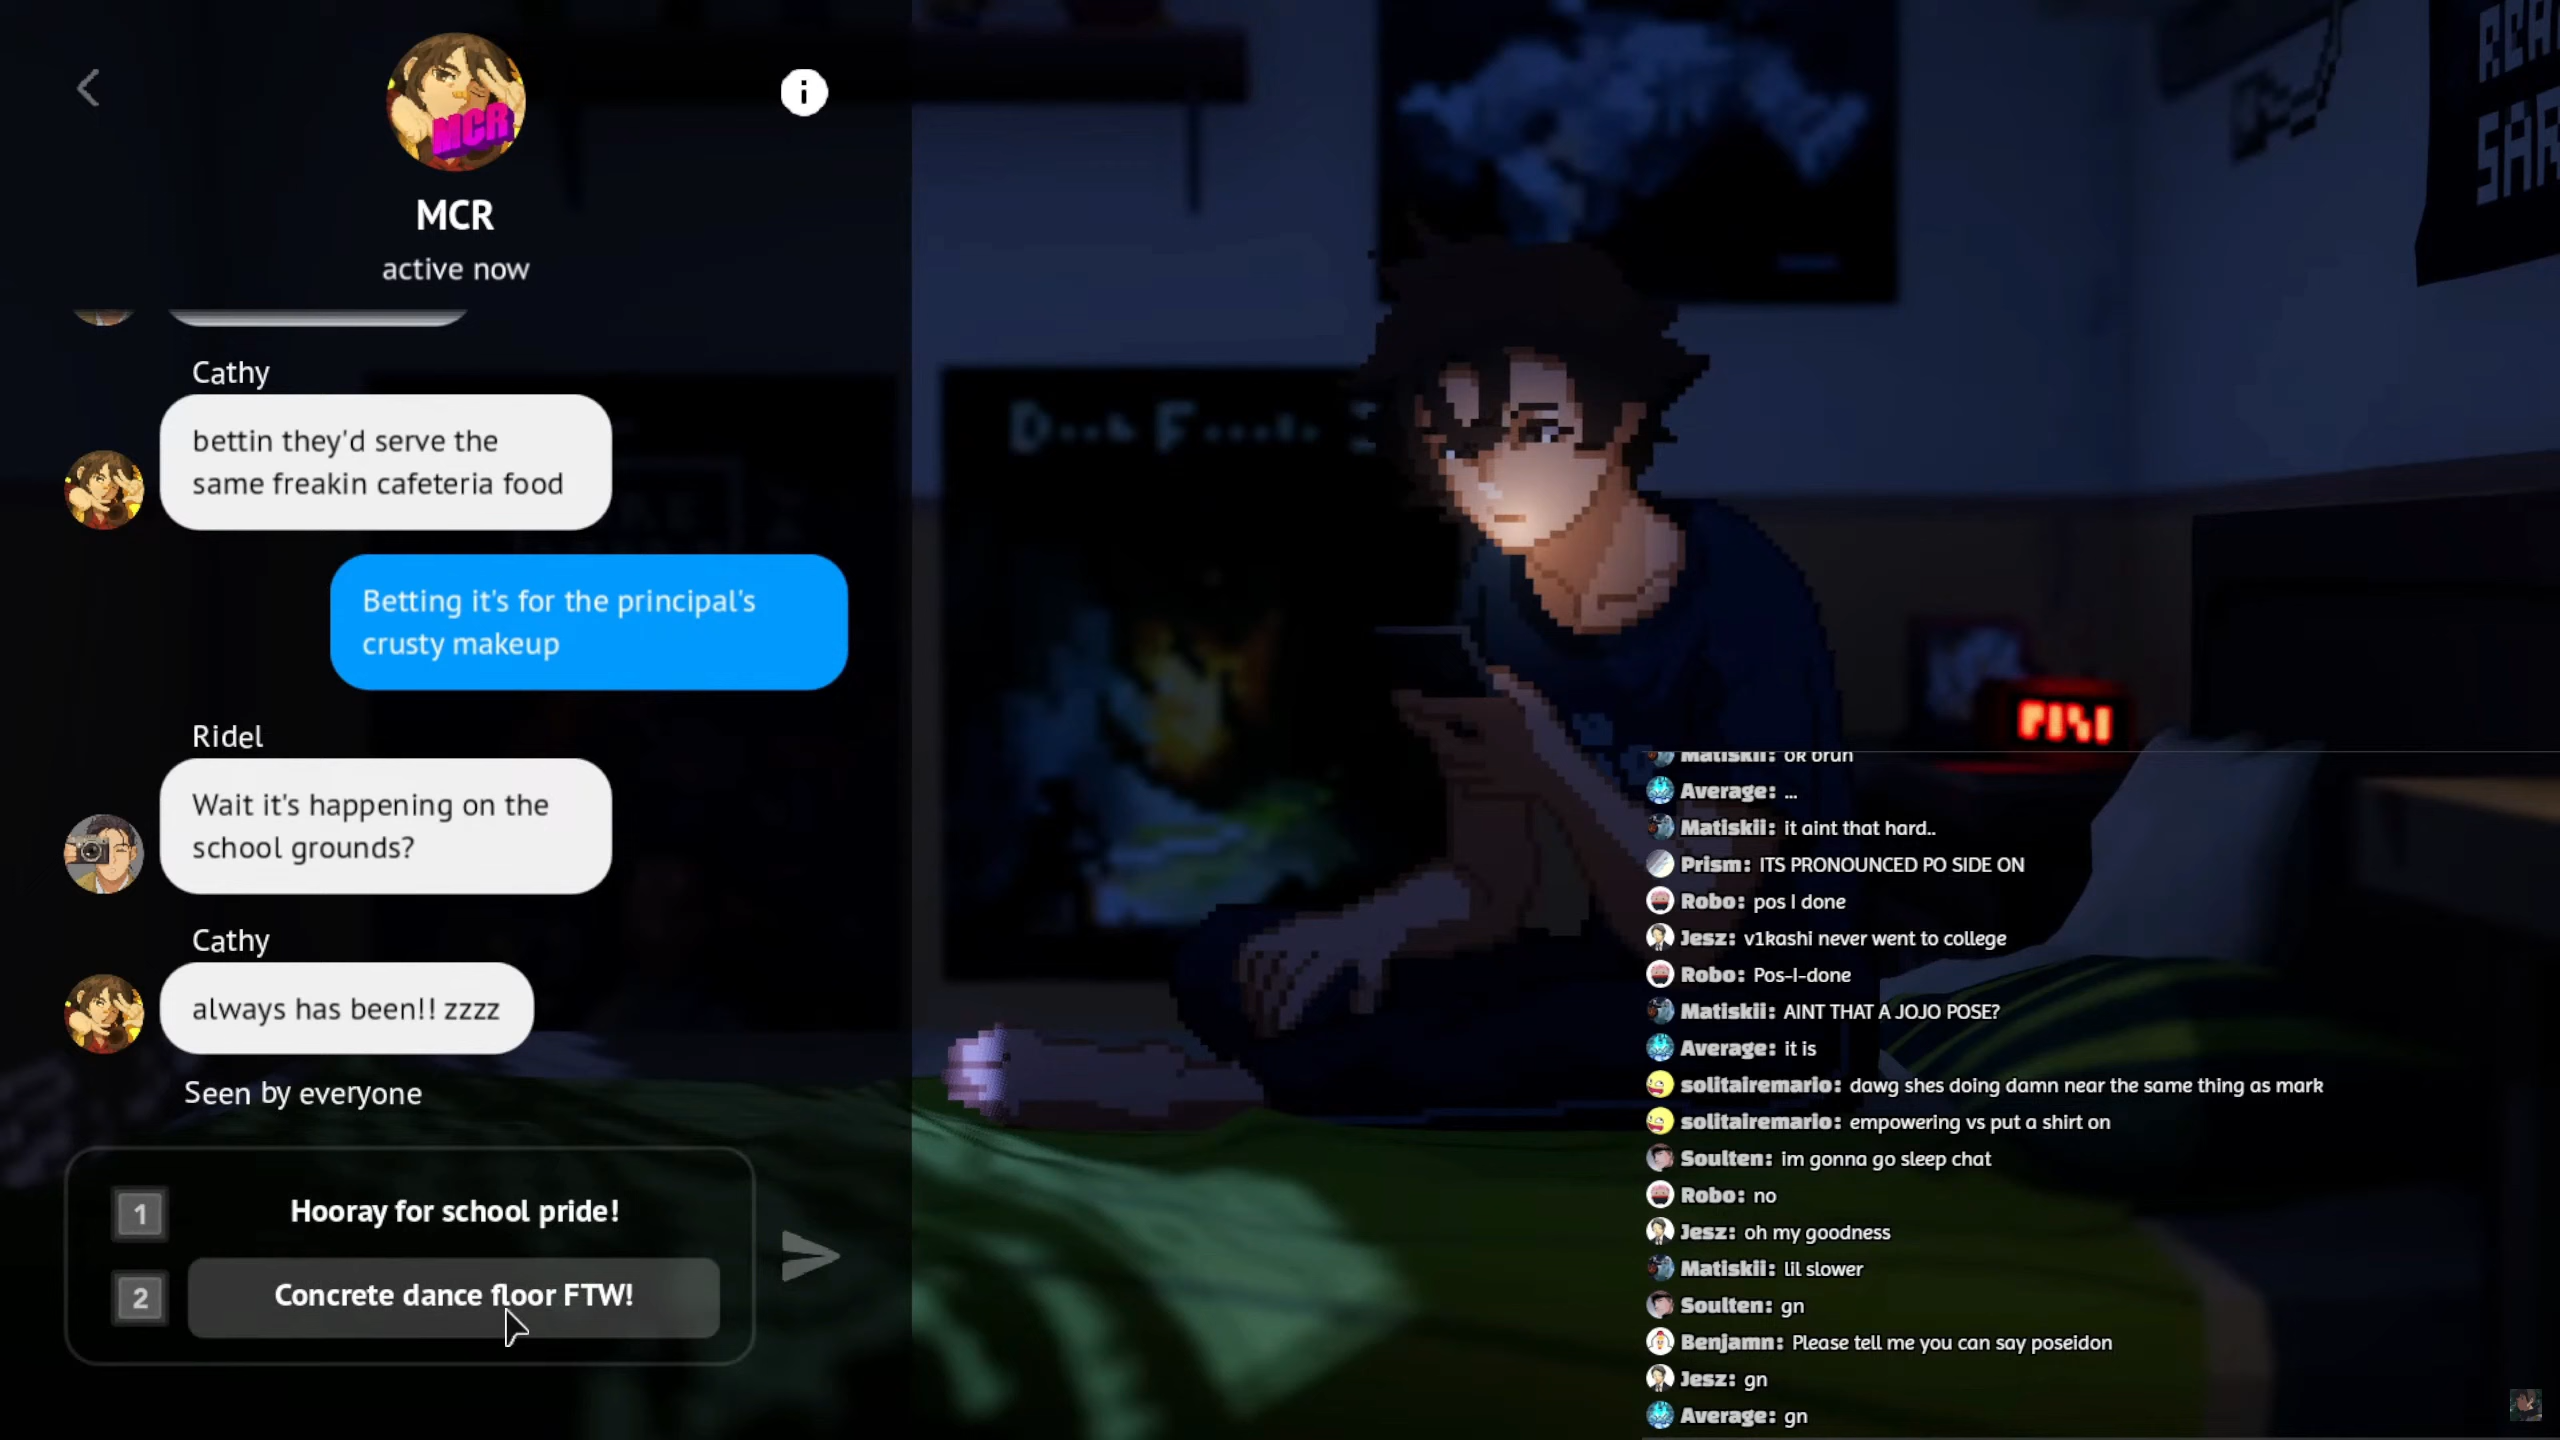 MCR
MCR
active now
Cathy
bettin they'd serve the
same freakin cafeteria food
Betting it's for the principal's
crusty makeup
Ridel
Wait it's happening on the
school grounds?
Cathy
always has been!! zzzz
Seen by everyone
1 Hooray for school pride!
2 Concrete dance floor FTW!
Matiskii: ok bruh
Average: ...
Matiskii: it aint that hard..
Prism: ITS PRONOUNCED PO SIDE ON
Robo: pos I done
Jesz: v1kashi never went to college
Robo: Pos-I-done
Matiskii: AINT THAT A JOJO POSE?
Average: it is
solitairemario: dawg shes doing damn near the same thing as mark
solitairemario: empowering vs put a shirt on
Soulten: im gonna go sleep chat
Robo: no
Jesz: oh my goodness
Matiskii: lil slower
Soulten: gn
Benjamn: Please tell me you can say poseidon
Jesz: gn
Average: gn